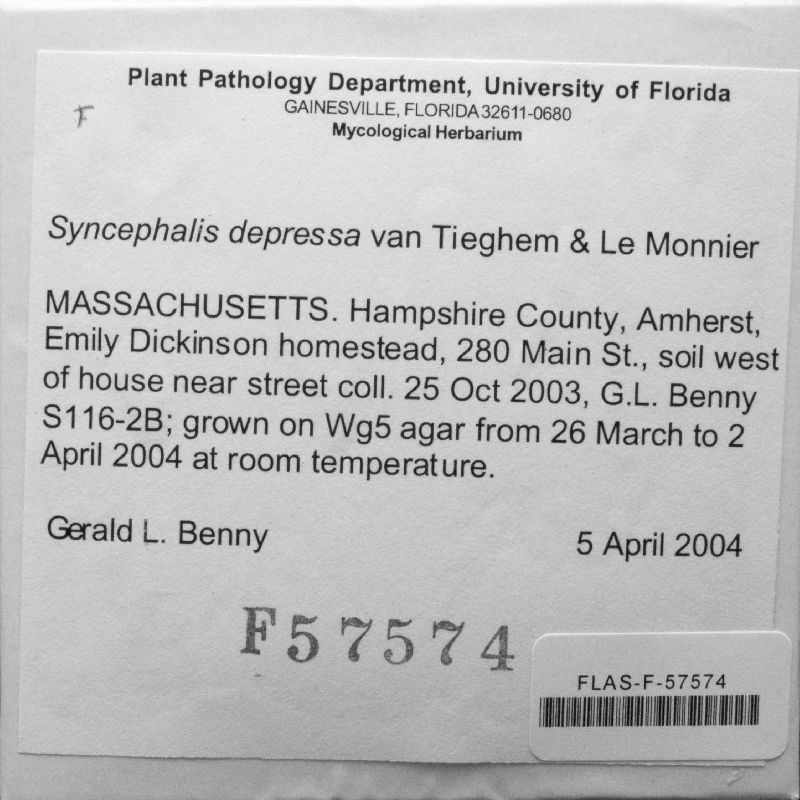 Plant Pathology Department, University of Florida
GAINESVILLE, FLORIDA 32611-0680
F
Mycological Herbarium
Syncephalis depressa van Tieghem & Le Monnier
MASSACHUSETTS. Hampshire County, Amherst,
Emily Dickinson homestead, 280 Main St., soil west
of house near street coll. 25 Oct 2003, G.L. Benny
S116-2B; grown on Wg5 agar from 26 March to 2
April 2004 at room temperature.
Gerald L. Benny 5 April 2004
F57574
FLAS-F-57574